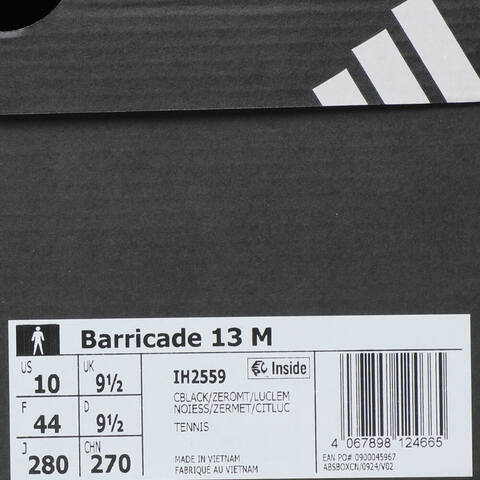 Barricade 13 M
US 10 UK 9½
F 44 D 9½
J 280 CHN 270
IH2559
Inside
CBLACK/ZEROMT/LUCLEM
NOIESS/ZERMET/CITLUC
TENNIS
MADE IN VIETNAM
FABRIQUÉ AU VIETNAM
4 067898 124665
EAN PO# 0900045967
ABSBOXCN/0924/V02